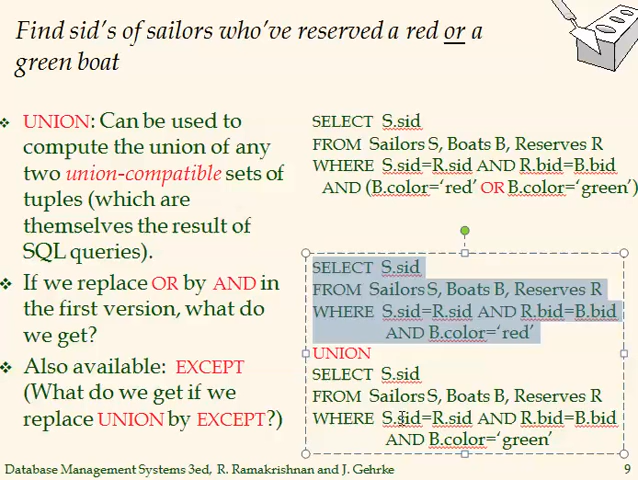 Find sid's of sailors who've reserved a red or a
green boat
❖ UNION: Can be used to
compute the union of any
two union-compatible sets of
tuples (which are
themselves the result of
SQL queries).
❖ If we replace OR by AND in
the first version, what do
we get?
❖ Also available: EXCEPT
(What do we get if we
replace UNION by EXCEPT?)
SELECT S.sid
FROM Sailors S, Boats B, Reserves R
WHERE S.sid=R.sid AND R.bid=B.bid
AND (B.color='red' OR B.color='green')
SELECT S.sid
FROM Sailors S, Boats B, Reserves R
WHERE S.sid=R.sid AND R.bid=B.bid
AND B.color='red'
UNION
SELECT S.sid
FROM Sailors S, Boats B, Reserves R
WHERE S.sid=R.sid AND R.bid=B.bid
AND B.color='green'
Database Management Systems 3ed, R. Ramakrishnan and J. Gehrke 9